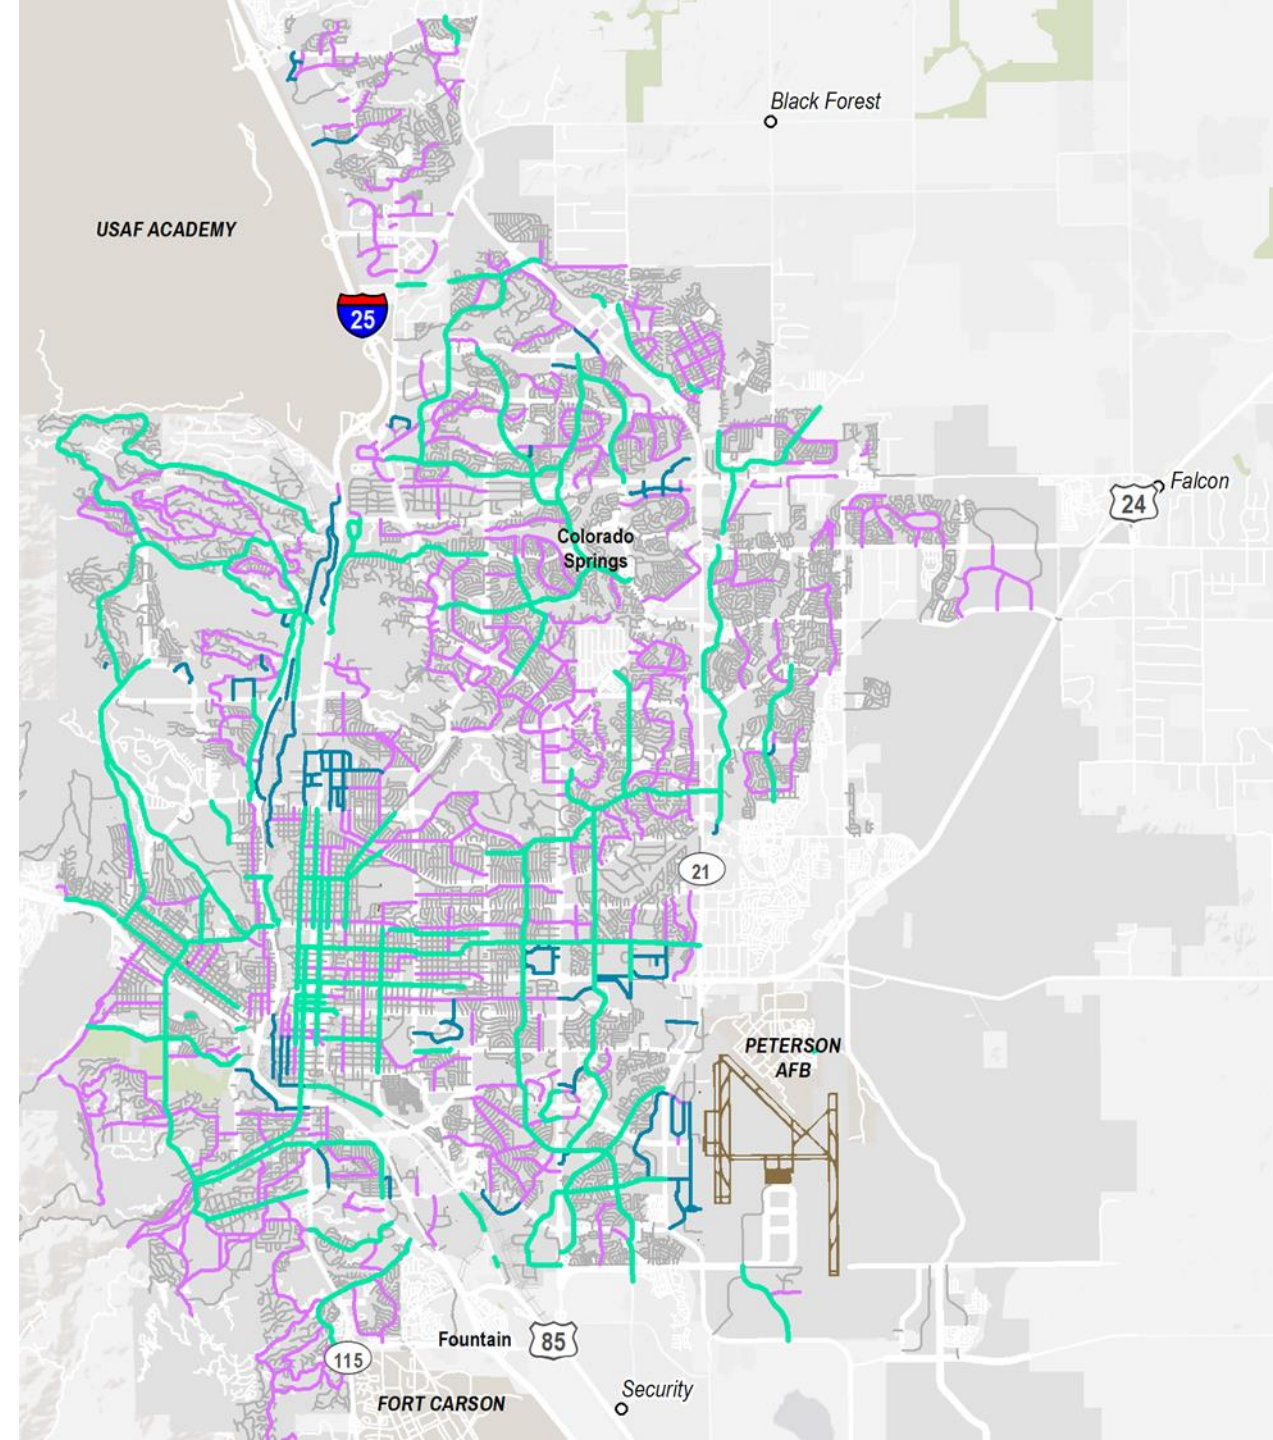 Black Forest
USAF ACADEMY
25
Falcon
24
Colorado
Springs
21
PETERSON
AFB
Fountain
85
115
Security
FORT CARSON